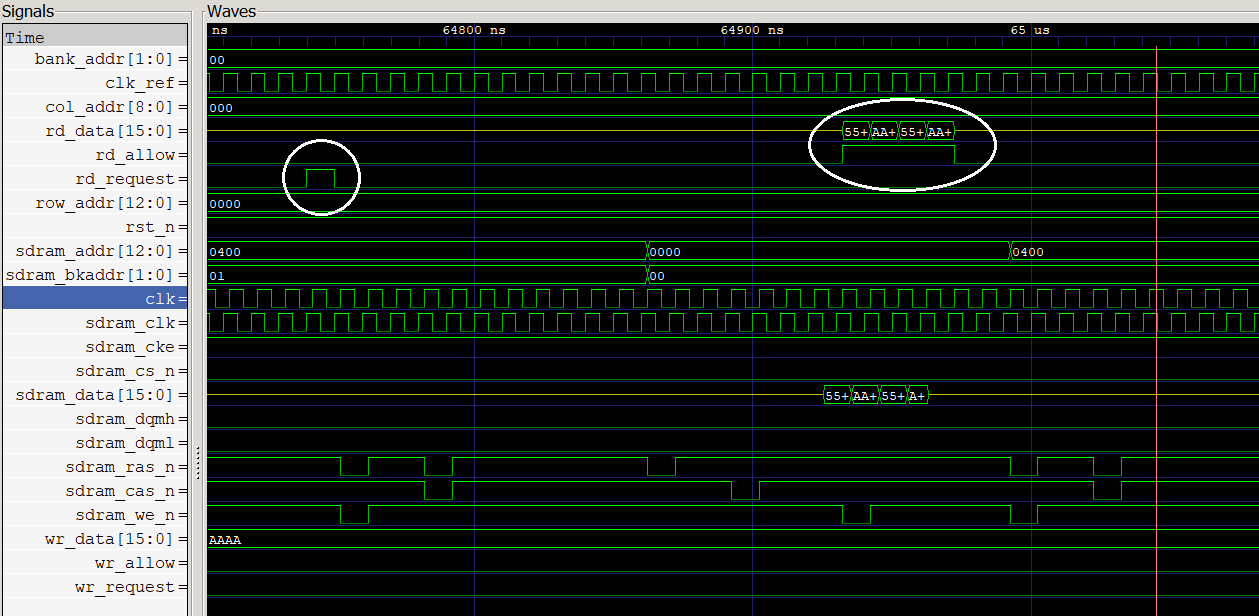 Signals Waves
Time ns 64800 ns 64900 ns 65 us
bank_addr[1:0] = 00
clk_ref =
col_addr[8:0] = 000
rd_data[15:0] = 55+ AA+ 55+ AA+
rd_allow =
rd_request =
row_addr[12:0] = 0000
rst_n =
sdram_addr[12:0] = 0400 0000 0400
sdram_bkaddr[1:0] = 01 00
clk =
sdram_clk =
sdram_cke =
sdram_cs_n =
sdram_data[15:0] = 55+ AA+ 55+ A+
sdram_dqmh =
sdram_dqml =
sdram_ras_n =
sdram_cas_n =
sdram_we_n =
wr_data[15:0] = AAAA
wr_allow =
wr_request =